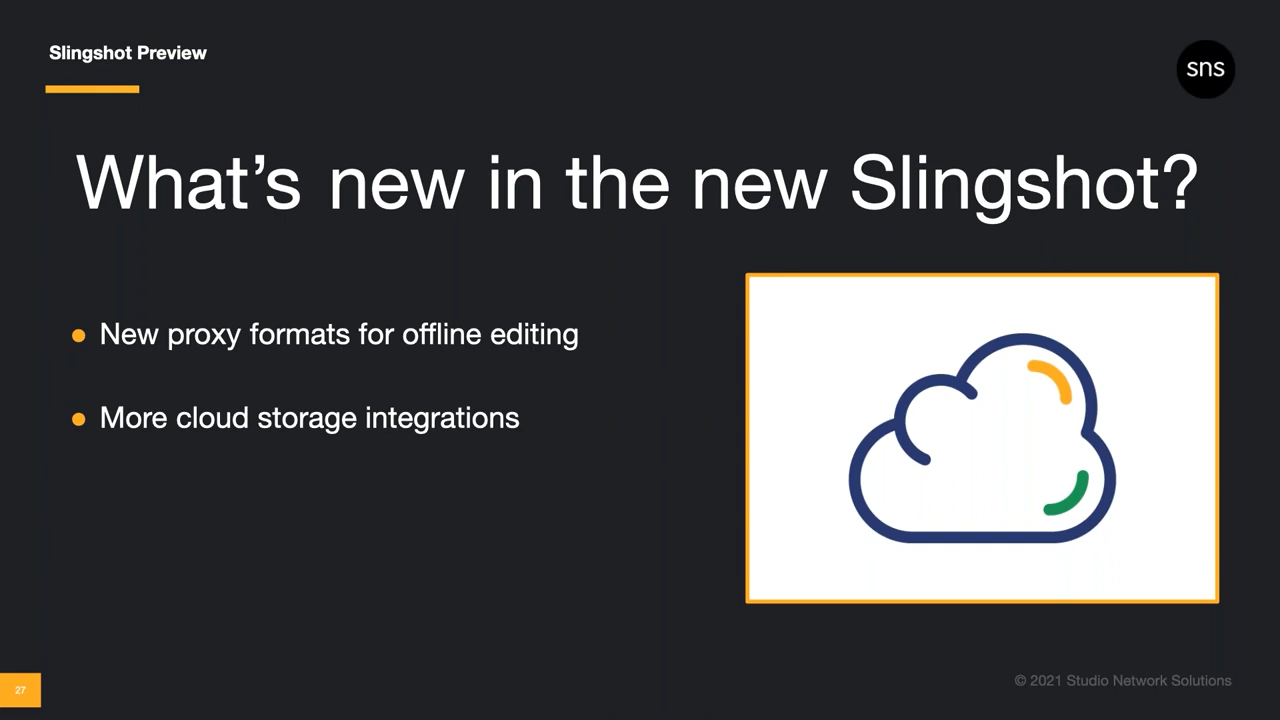 Slingshot Preview
sns
What’s new in the new Slingshot?
New proxy formats for offline editing
More cloud storage integrations
27
© 2021 Studio Network Solutions